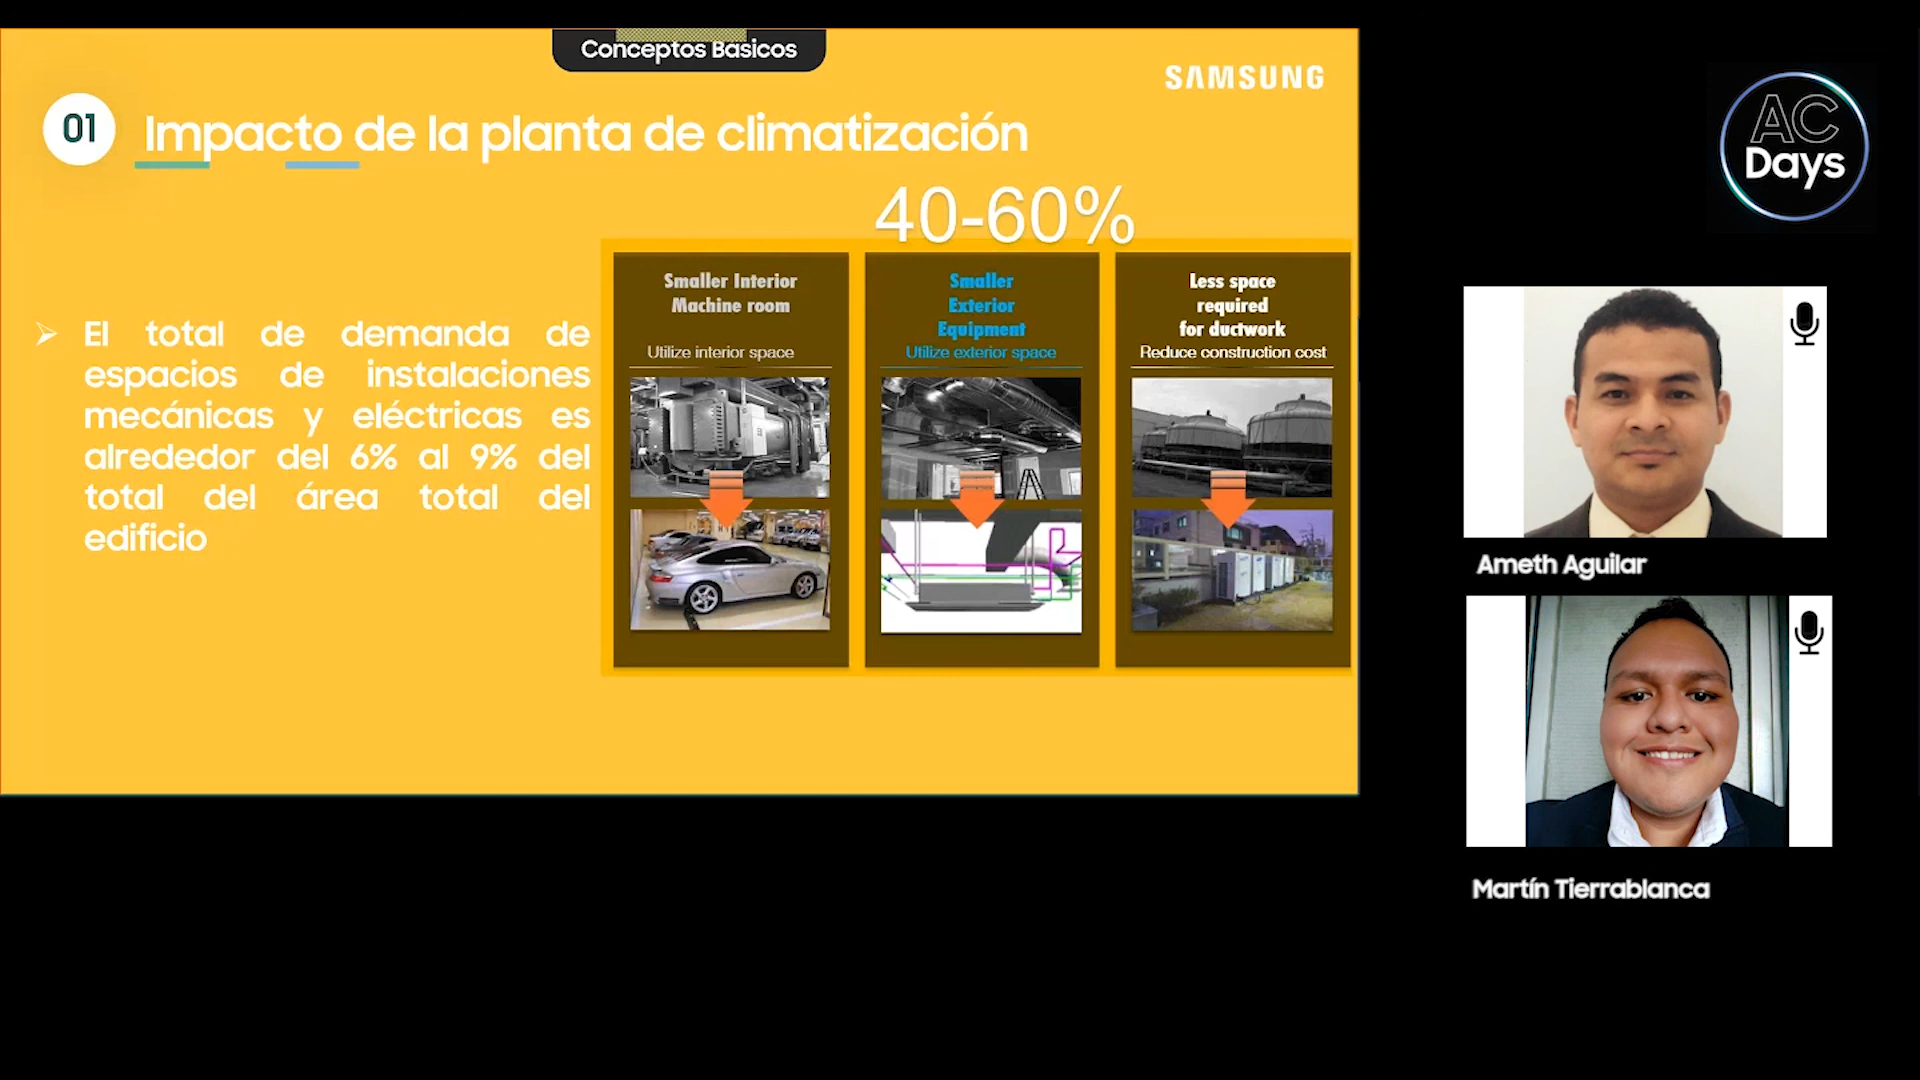 Conceptos Basicos
SAMSUNG
01
Impacto de la planta de climatización
40-60%
El total de demanda de
espacios de instalaciones
mecánicas y eléctricas es
alrededor del 6% al 9% del
total del área total del
edificio
Smaller Interior
Machine room
Utilize interior space
Smaller
Exterior
Equipment
Utilize exterior space
Less space
required
for ductwork
Reduce construction cost
AC
Days
Ameth Aguilar
Martín Tierrablanca